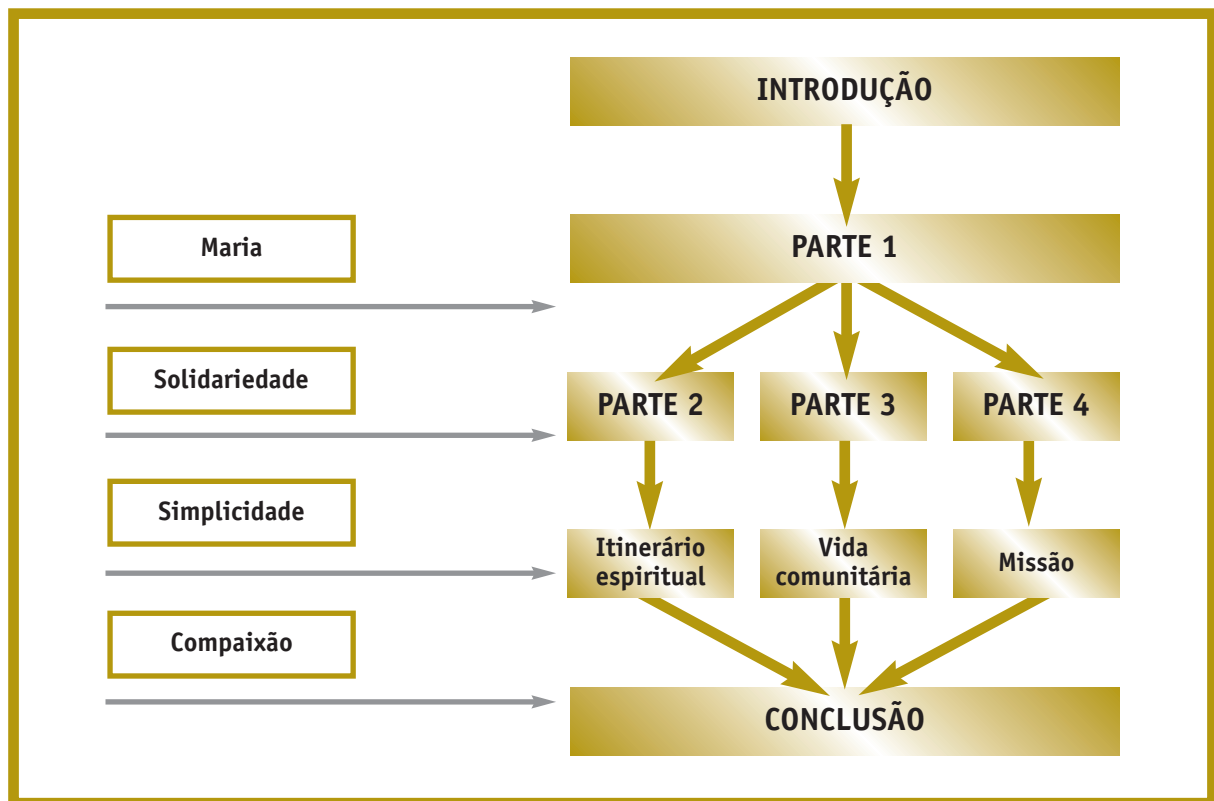 INTRODUÇÃO
Maria
PARTE 1
Solidariedade
PARTE 2
PARTE 3
PARTE 4
Simplicidade
Itinerário
espiritual
Vida
comunitária
Missão
Compaixão
CONCLUSÃO